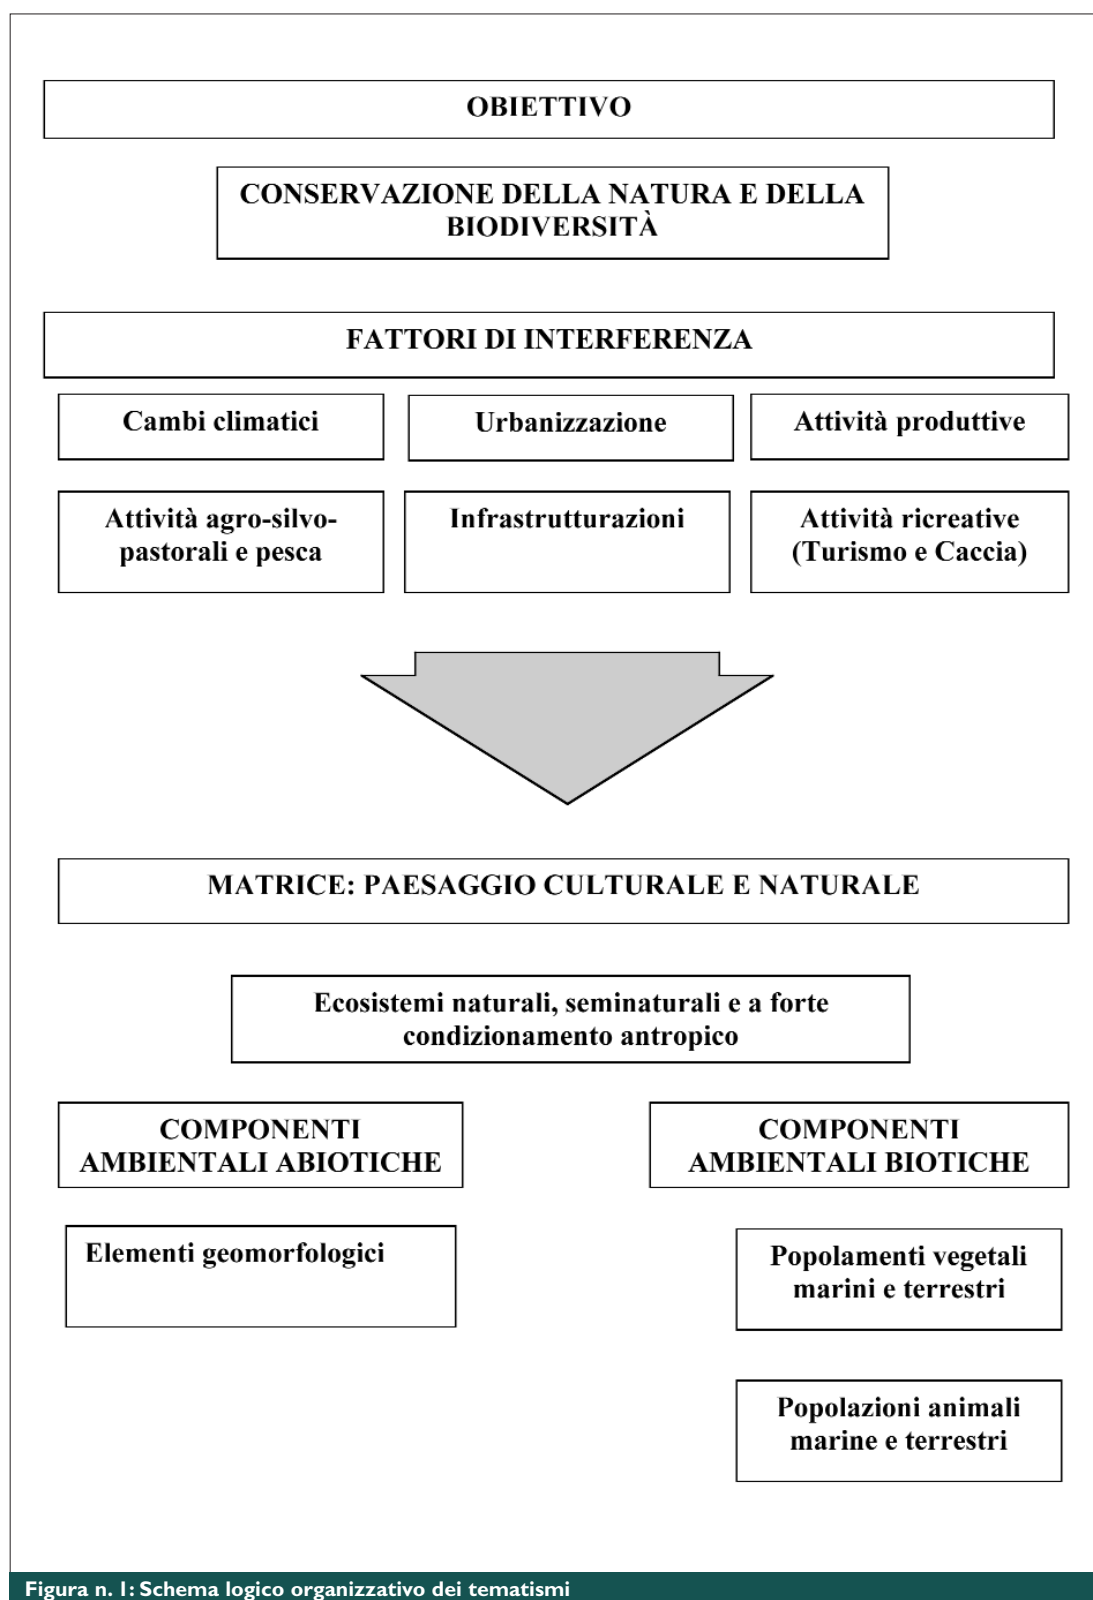 OBIETTIVO
CONSERVAZIONE DELLA NATURA E DELLA
BIODIVERSITÀ
FATTORI DI INTERFERENZA
Cambi climatici
Urbanizzazione
Attività produttive
Attività agro-silvo-
pastorali e pesca
Infrastrutturazioni
Attività ricreative
(Turismo e Caccia)
MATRICE: PAESAGGIO CULTURALE E NATURALE
Ecosistemi naturali, seminaturali e a forte
condizionamento antropico
COMPONENTI
AMBIENTALI ABIOTICHE
COMPONENTI
AMBIENTALI BIOTICHE
Elementi geomorfologici
Popolamenti vegetali
marini e terrestri
Popolazioni animali
marine e terrestri
Figura n. 1: Schema logico organizzativo dei tematismi